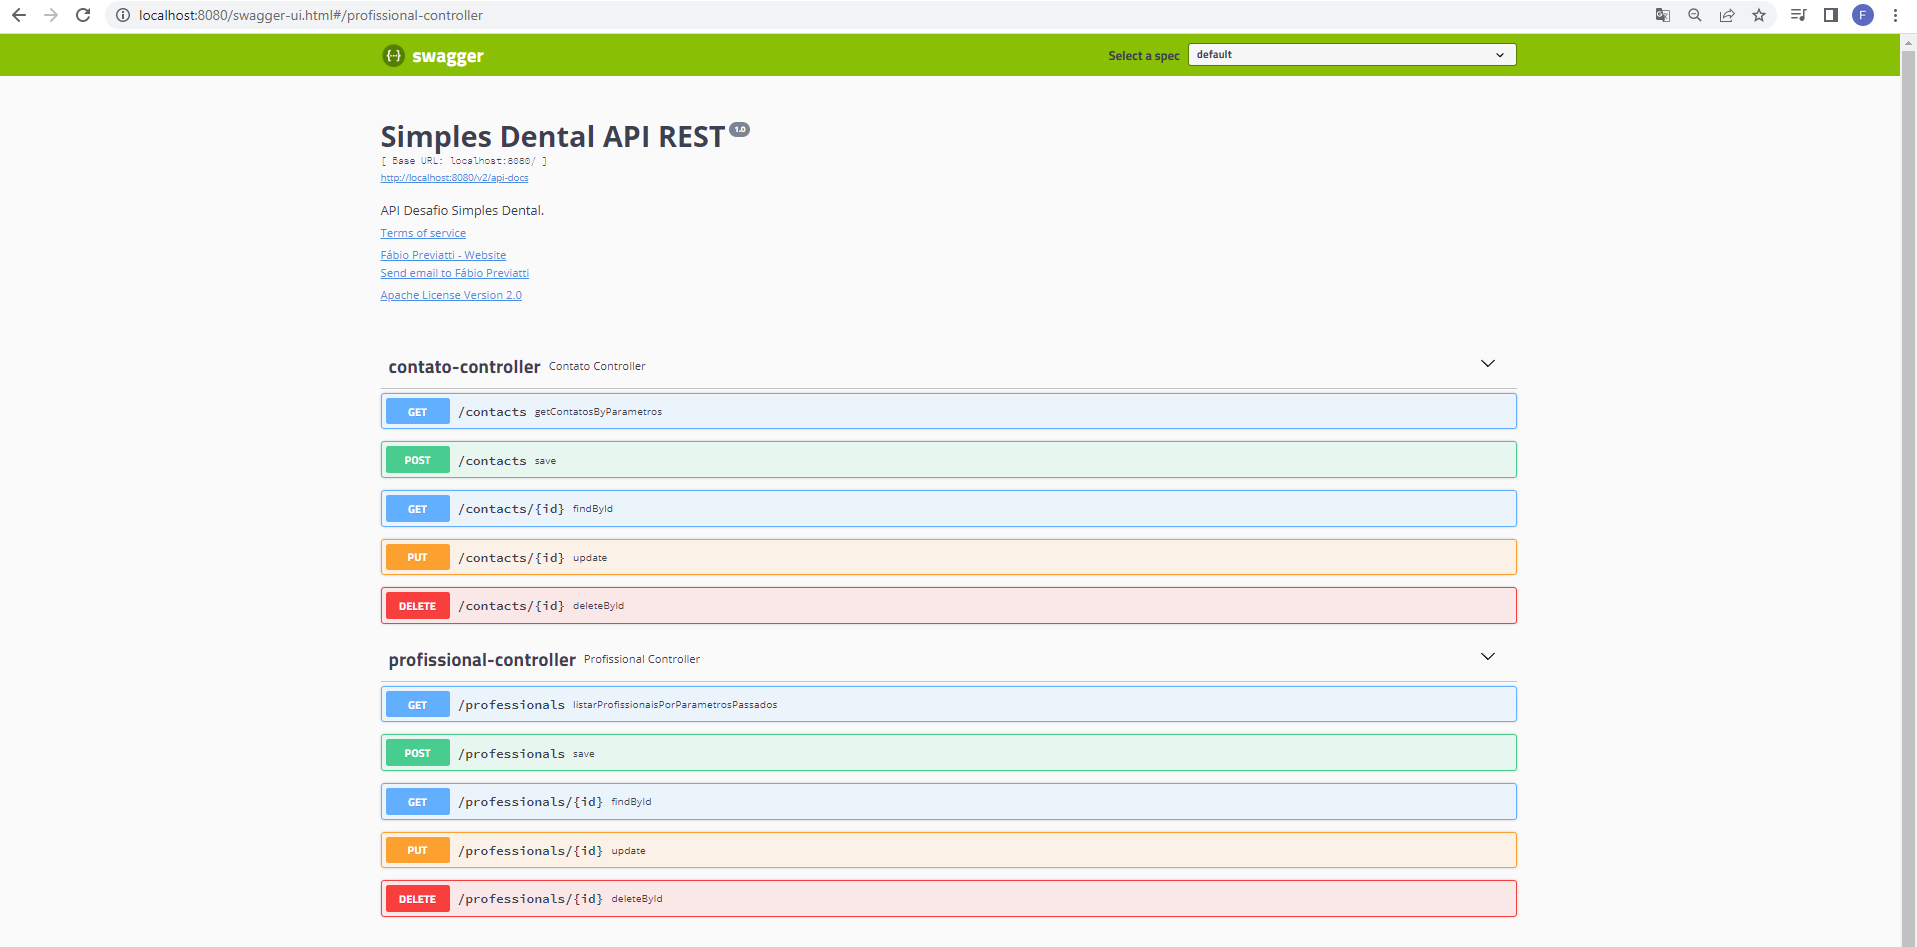 localhost:8080/swagger-ui.html#/profissional-controller
F
{···} swagger
Select a spec default
Simples Dental API REST 1.0
[ Base URL: localhost:8080/ ]
http://localhost:8080/v2/api-docs
API Desafio Simples Dental.
Terms of service
Fábio Previatti - Website
Send email to Fábio Previatti
Apache License Version 2.0
contato-controller Contato Controller
GET /contacts getContatosByParametros
POST /contacts save
GET /contacts/{id} findById
PUT /contacts/{id} update
DELETE /contacts/{id} deleteById
profissional-controller Profissional Controller
GET /professionals listarProfissionaisPorParametrosPassados
POST /professionals save
GET /professionals/{id} findById
PUT /professionals/{id} update
DELETE /professionals/{id} deleteById